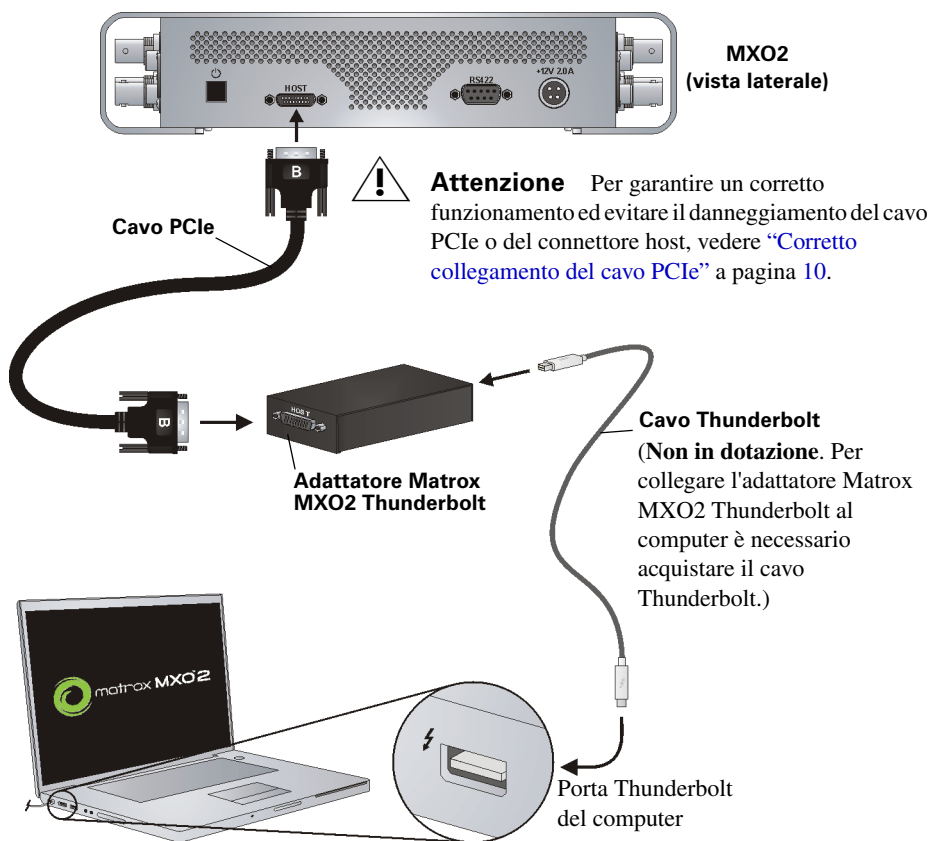 MXO2
(vista laterale)
HOST
RS422
+12V 2.0 A
B
Attenzione Per garantire un corretto
funzionamento ed evitare il danneggiamento del cavo
PCIe o del connettore host, vedere “Corretto
collegamento del cavo PCIe” a pagina 10.
Cavo PCIe
B
HOST
Adattatore Matrox
MXO2 Thunderbolt
Cavo Thunderbolt
(Non in dotazione. Per
collegare l'adattatore Matrox
MXO2 Thunderbolt al
computer è necessario
acquistare il cavo
Thunderbolt.)
matrox MXO2
Porta Thunderbolt
del computer